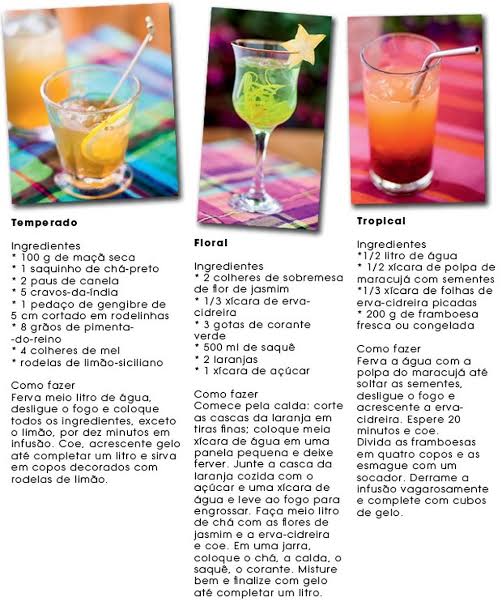 Temperado
Ingredientes
* 100 g de maçã seca
* 1 saquinho de chá-preto
* 2 paus de canela
* 5 cravos-da-índia
* 1 pedaço de gengibre de
5 cm cortado em rodelinhas
* 8 grãos de pimenta-
-do-reino
* 4 colheres de mel
* rodelas de limão-siciliano
Como fazer
Ferva meio litro de água,
desligue o fogo e coloque
todos os ingredientes, exceto
o limão, por dez minutos em
infusão. Coe, acrescente gelo
até completar um litro e sirva
em copos decorados com
rodelas de limão.
Floral
Ingredientes
* 2 colheres de sobremesa
de flor de jasmim
* 1/3 xícara de erva-
cidreira
* 3 gotas de corante
verde
* 500 ml de saquê
* 2 laranjas
* 1 xícara de açúcar
Como fazer
Comece pela calda: corte
as cascas da laranja em
tiras finas; coloque meia
xícara de água em uma
panela pequena e deixe
ferver. Junte a casca da
laranja cozida com o
açúcar e uma xícara de
água e leve ao fogo para
engrossar. Faça meio litro
de chá com as flores de
jasmim e a erva-cidreira
e coe. Em uma jarra,
coloque o chá, a calda, o
saquê, o corante. Misture
bem e finalize com gelo
até completar um litro.
Tropical
Ingredientes
*1/2 litro de água
* 1/2 xícara de polpa de
maracujá com sementes
*1/3 xícara de folhas de
erva-cidreira picadas
* 200 g de framboesa
fresca ou congelada
Como fazer
Ferva a água com a
polpa do maracujá até
soltar as sementes,
desligue o fogo e
acrescente a erva-
cidreira. Espere 20
minutos e coe.
Divida as framboesas
em quatro copos e as
esmague com um
socador. Derrame a
infusão vagarosamente
e complete com cubos
de gelo.